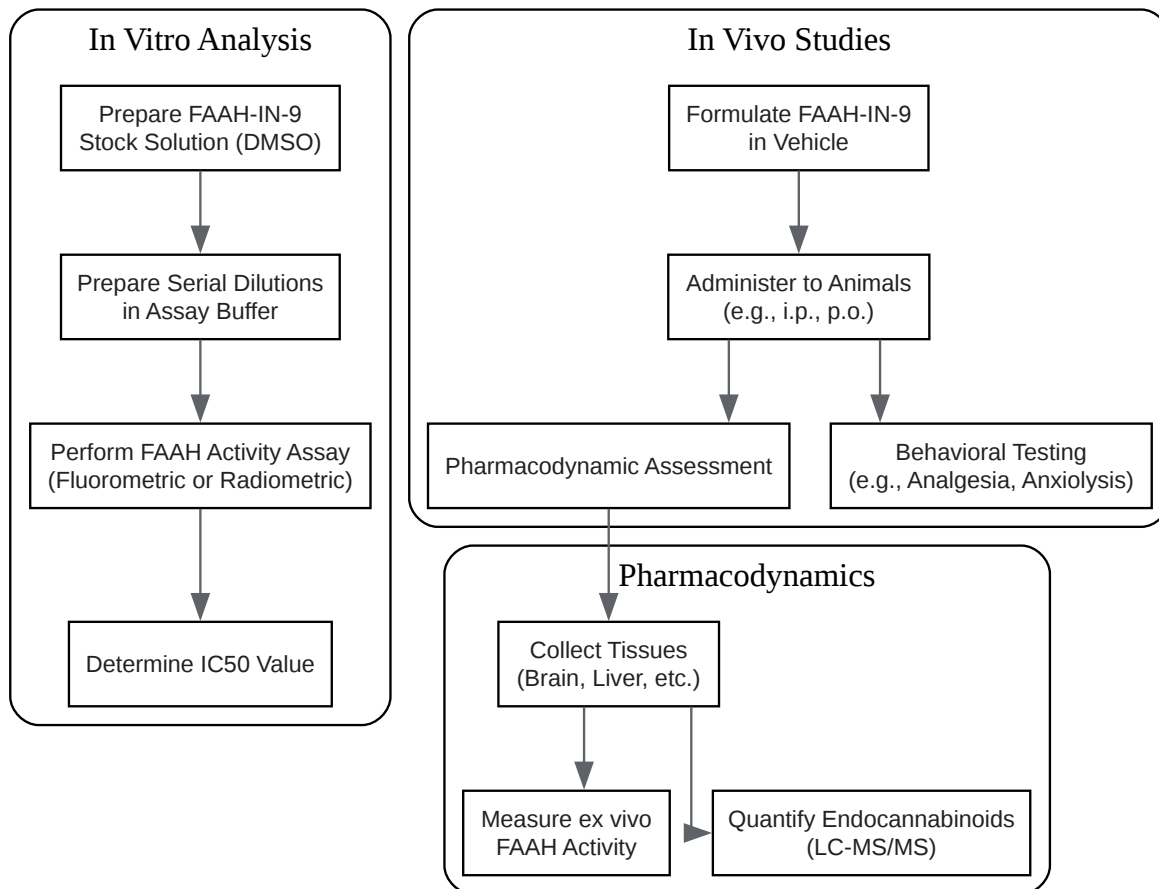 In Vitro Analysis
Prepare FAAH-IN-9
Stock Solution (DMSO)
Prepare Serial Dilutions
in Assay Buffer
Perform FAAH Activity Assay
(Fluorometric or Radiometric)
Determine IC50 Value
In Vivo Studies
Formulate FAAH-IN-9
in Vehicle
Administer to Animals
(e.g., i.p., p.o.)
Pharmacodynamic Assessment
Behavioral Testing
(e.g., Analgesia, Anxiolysis)
Pharmacodynamics
Collect Tissues
(Brain, Liver, etc.)
Measure ex vivo
FAAH Activity
Quantify Endocannabinoids
(LC-MS/MS)